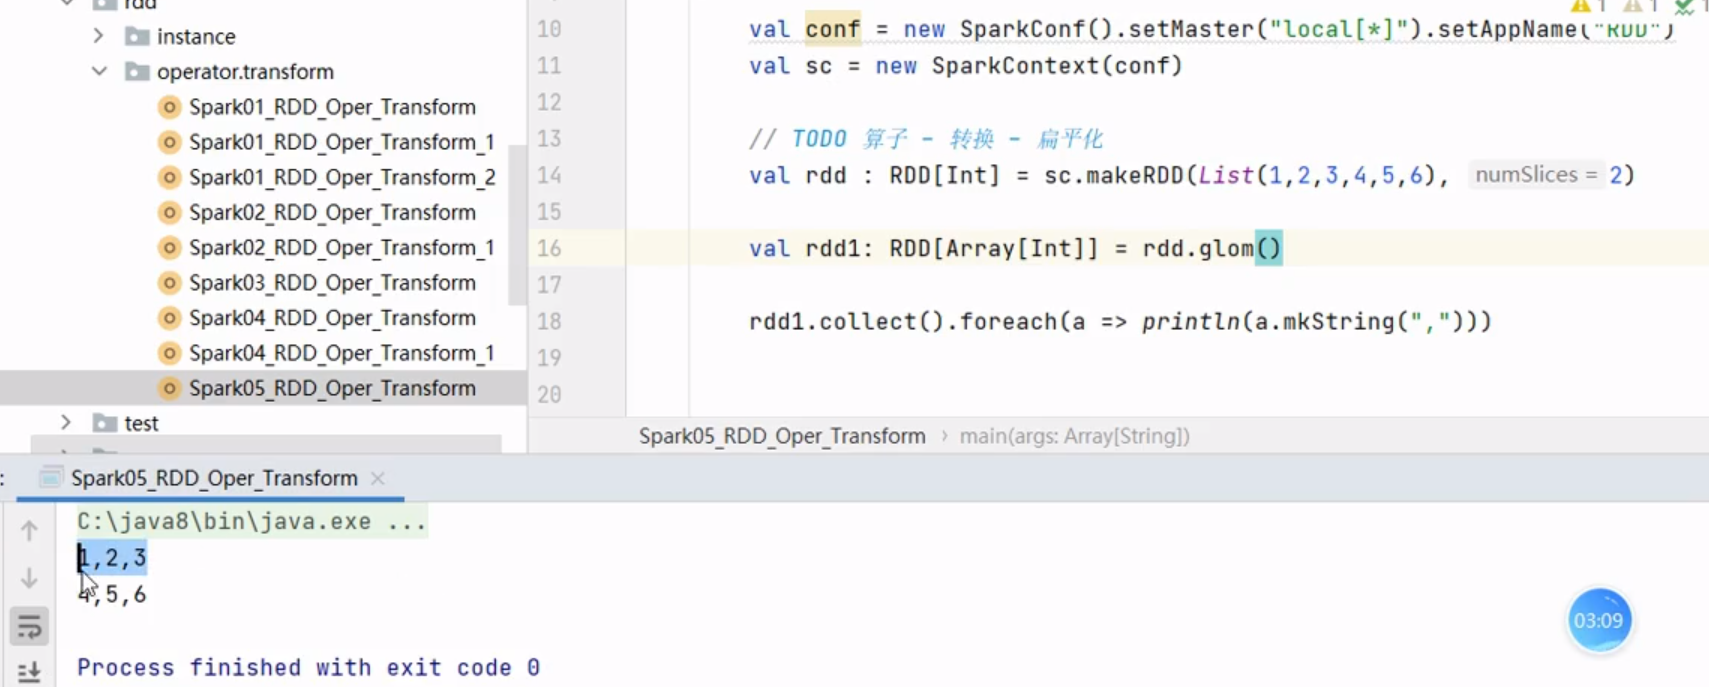 rdd
instance
operator.transform
Spark01_RDD_Oper_Transform
Spark01_RDD_Oper_Transform_1
Spark01_RDD_Oper_Transform_2
Spark02_RDD_Oper_Transform
Spark02_RDD_Oper_Transform_1
Spark03_RDD_Oper_Transform
Spark04_RDD_Oper_Transform
Spark04_RDD_Oper_Transform_1
Spark05_RDD_Oper_Transform
test
1 1 1
10 val conf = new SparkConf().setMaster("local[*]").setAppName("RDD")
11 val sc = new SparkContext(conf)
12
13 // TODO 算子 - 转换 - 扁平化
14 val rdd : RDD[Int] = sc.makeRDD(List(1,2,3,4,5,6), numSlices = 2)
15
16 val rdd1: RDD[Array[Int]] = rdd.glom()
17
18 rdd1.collect().foreach(a => println(a.mkString(",")))
19
20
Spark05_RDD_Oper_Transform › main(args: Array[String])
: Spark05_RDD_Oper_Transform ×
C:\java8\bin\java.exe ...
1,2,3
4,5,6
Process finished with exit code 0
03:09